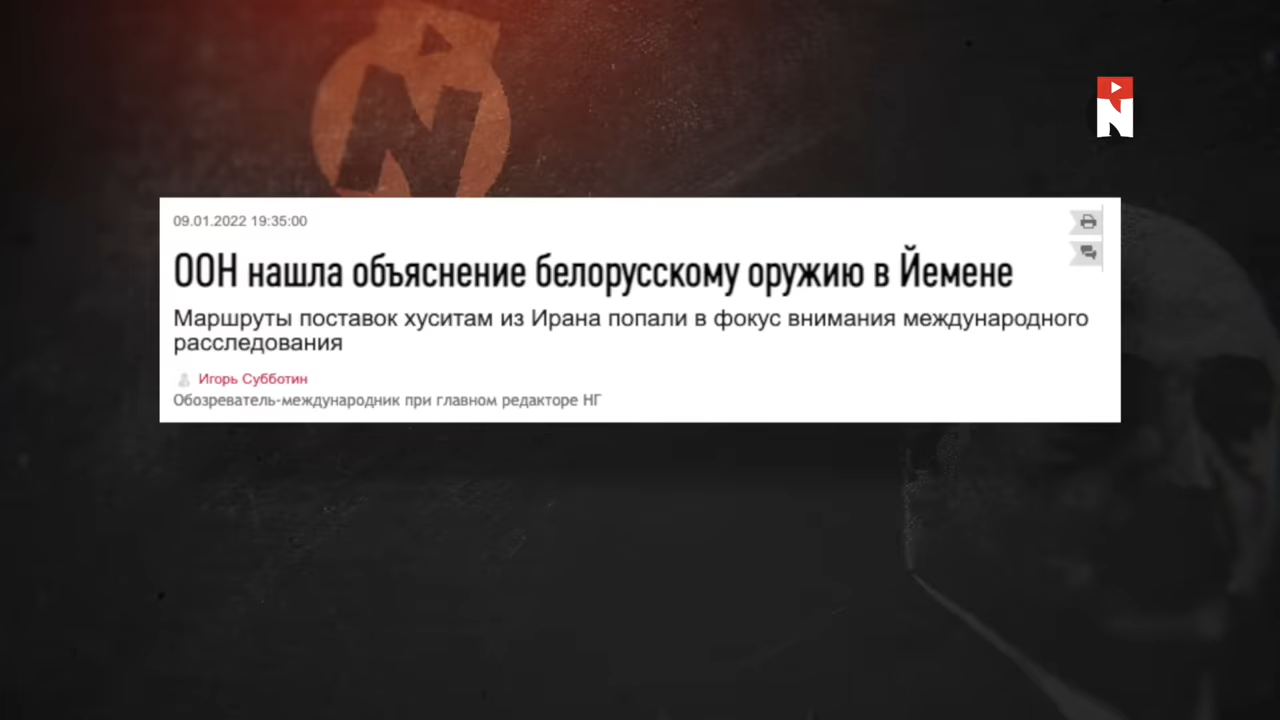 09.01.2022 19:35:00
ООН нашла объяснение белорусскому оружию в Йемене
Маршруты поставок хуситам из Ирана попали в фокус внимания международного
расследования
Игорь Субботин
Обозреватель-международник при главном редакторе НГ